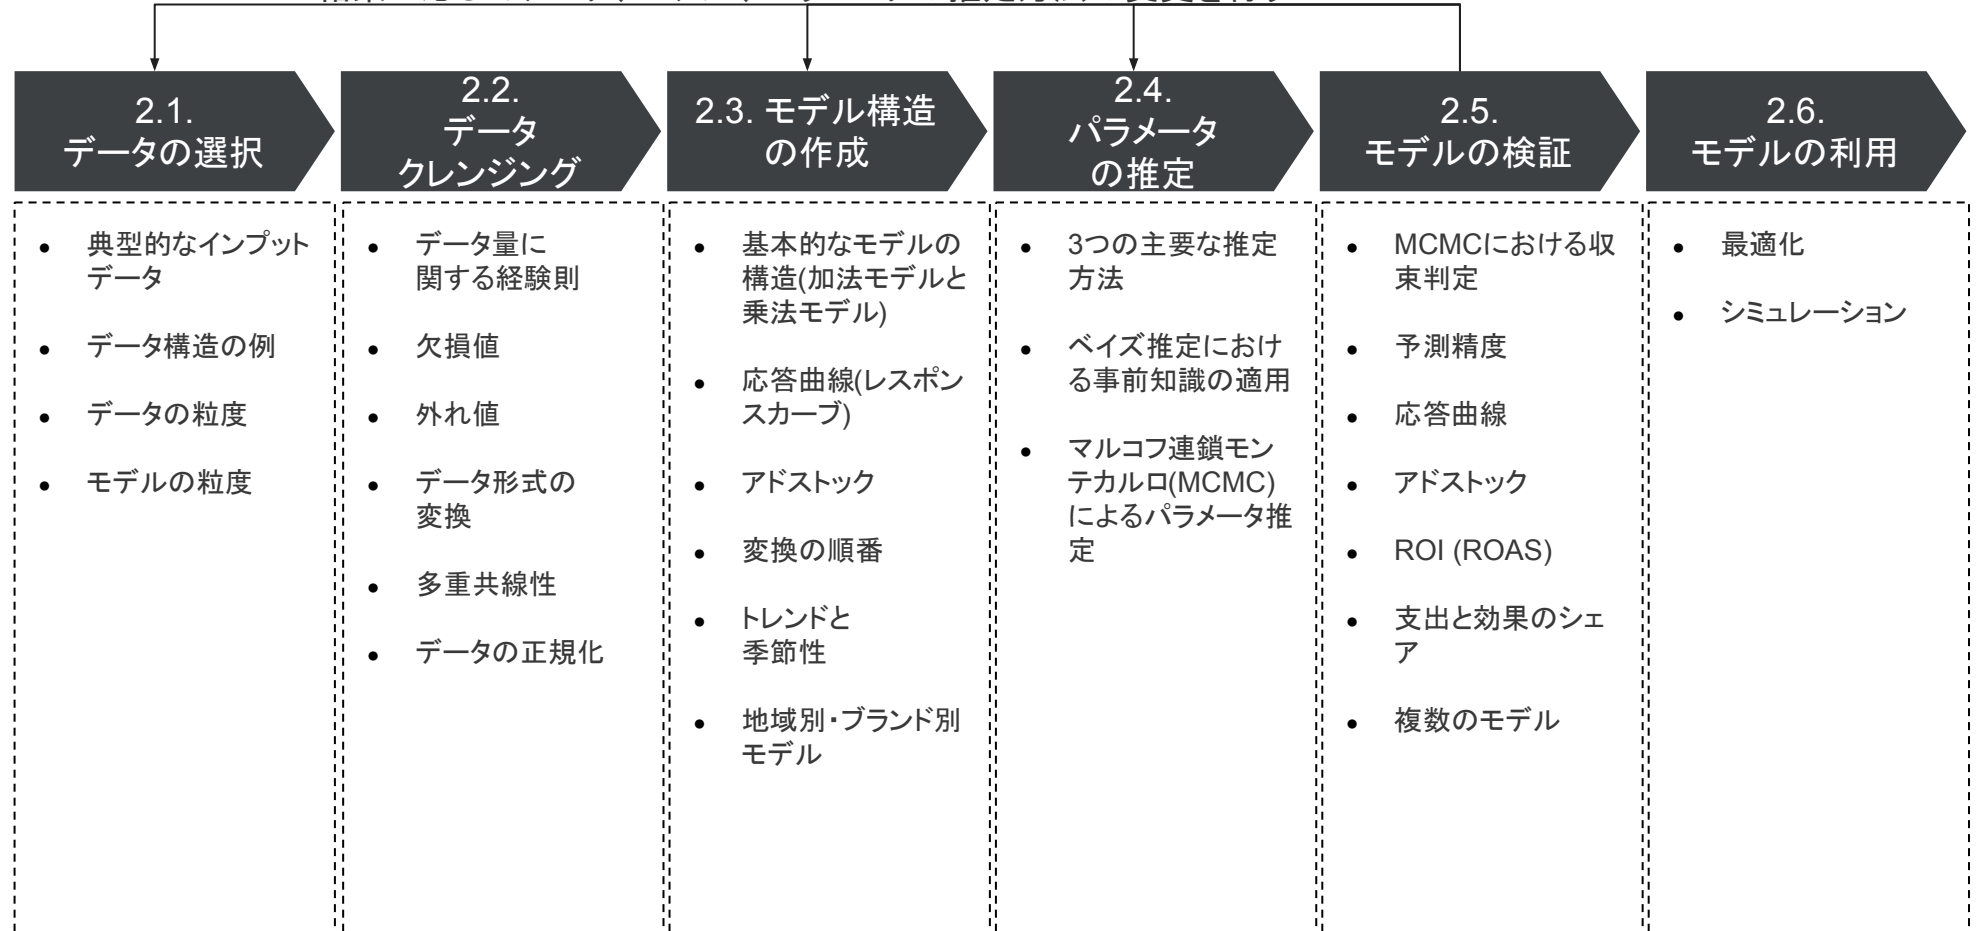 2.1.
データの選択
2.2.
データ
クレンジング
2.3. モデル構造
の作成
2.4.
パラメータ
の推定
2.5.
モデルの検証
2.6.
モデルの利用
● 典型的なインプット
データ
● データ構造の例
● データの粒度
● モデルの粒度
● データ量に
関する経験則
● 欠損値
● 外れ値
● データ形式の
変換
● 多重共線性
● データの正規化
● 基本的なモデルの
構造(加法モデルと
乗法モデル)
● 応答曲線(レスポン
スカーブ)
● アドストック
● 変換の順番
● トレンドと
季節性
● 地域別・ブランド別
モデル
● 3つの主要な推定
方法
● ベイズ推定におけ
る事前知識の適用
● マルコフ連鎖モン
テカルロ(MCMC)
によるパラメータ推
定
● MCMCにおける収
束判定
● 予測精度
● 応答曲線
● アドストック
● ROI (ROAS)
● 支出と効果のシェ
ア
● 複数のモデル
● 最適化
● シミュレーション